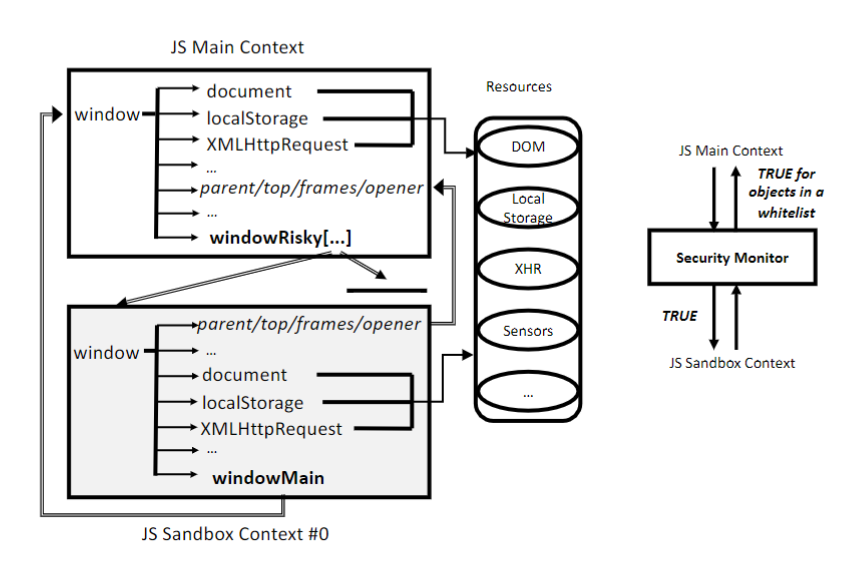 JS Main Context
window
document
localStorage
XMLHttpRequest
...
parent/top/frames/opener
...
windowRisky[...]
parent/top/frames/opener
window
...
document
localStorage
XMLHttpRequest
...
windowMain
JS Sandbox Context #0
Resources
DOM
Local
Storage
XHR
Sensors
...
JS Main Context
TRUE for
objects in a
whitelist
Security Monitor
TRUE
JS Sandbox Context